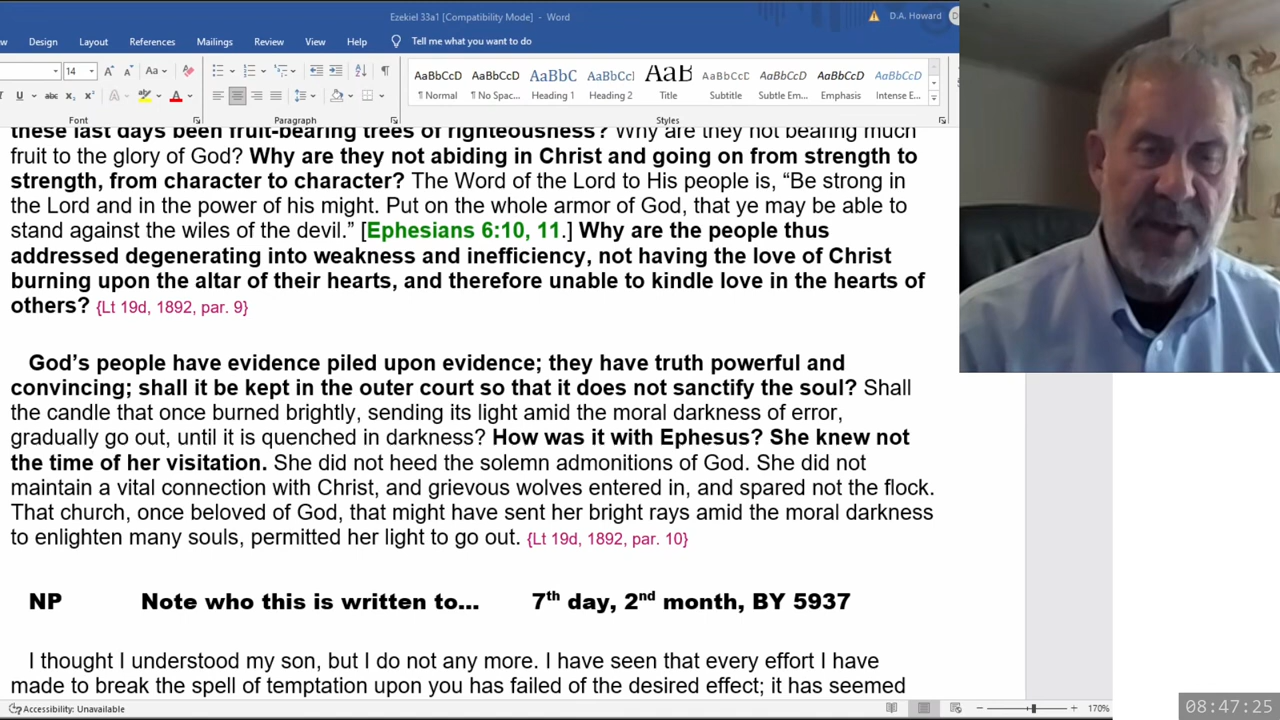 Ezekiel 33a1 [Compatibility Mode] - Word
D.A. Howard
D
w Design Layout References Mailings Review View Help Tell me what you want to do
14 A A Aa A ¶
AaBbCcD AaBbCcD AaBbC AaBbCcI AaB AaBbCcD AaBbCcD AaBbCcD AaBbCcD
U abc x₂ x² A A
¶ Normal ¶ No Spac... Heading 1 Heading 2 Title Subtitle Subtle Em... Emphasis Intense E...
Font Paragraph Styles
these last days been fruit-bearing trees of righteousness? Why are they not bearing much
fruit to the glory of God? Why are they not abiding in Christ and going on from strength to
strength, from character to character? The Word of the Lord to His people is, “Be strong in
the Lord and in the power of his might. Put on the whole armor of God, that ye may be able to
stand against the wiles of the devil.” [Ephesians 6:10, 11.] Why are the people thus
addressed degenerating into weakness and inefficiency, not having the love of Christ
burning upon the altar of their hearts, and therefore unable to kindle love in the hearts of
others? {Lt 19d, 1892, par. 9}
God’s people have evidence piled upon evidence; they have truth powerful and
convincing; shall it be kept in the outer court so that it does not sanctify the soul? Shall
the candle that once burned brightly, sending its light amid the moral darkness of error,
gradually go out, until it is quenched in darkness? How was it with Ephesus? She knew not
the time of her visitation. She did not heed the solemn admonitions of God. She did not
maintain a vital connection with Christ, and grievous wolves entered in, and spared not the flock.
That church, once beloved of God, that might have sent her bright rays amid the moral darkness
to enlighten many souls, permitted her light to go out. {Lt 19d, 1892, par. 10}
NP Note who this is written to... 7th day, 2nd month, BY 5937
I thought I understood my son, but I do not any more. I have seen that every effort I have
made to break the spell of temptation upon you has failed of the desired effect; it has seemed
Accessibility: Unavailable
170%
08:47:25